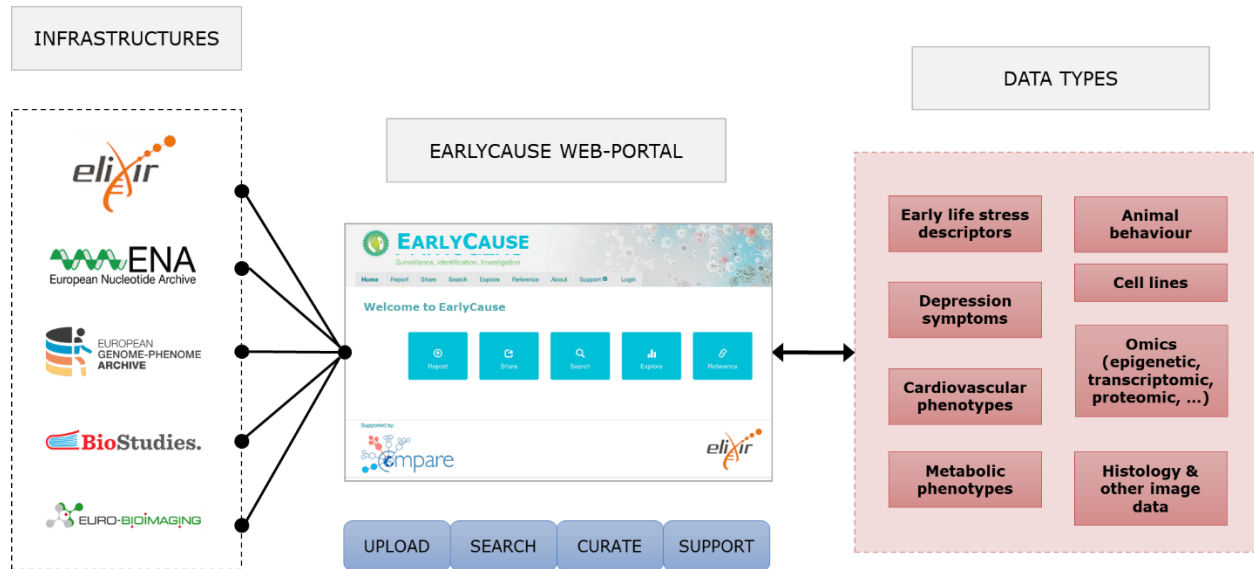 INFRASTRUCTURES
elixir
ENA
European Nucleotide Archive
EUROPEAN
GENOME-PHENOME
ARCHIVE
BioStudies.
EURO-BIOIMAGING
EARLYCAUSE WEB-PORTAL
EARLYCAUSE
Surveillance, Identification, Investigation
Home Report Share Search Explore Reference About Support Login
Welcome to EarlyCause
Report Share Search Explore Reference
Supported by:
Compare
elixir
UPLOAD SEARCH CURATE SUPPORT
DATA TYPES
Early life stress
descriptors
Depression
symptoms
Cardiovascular
phenotypes
Metabolic
phenotypes
Animal
behaviour
Cell lines
Omics
(epigenetic,
transcriptomic,
proteomic, ...)
Histology &
other image
data